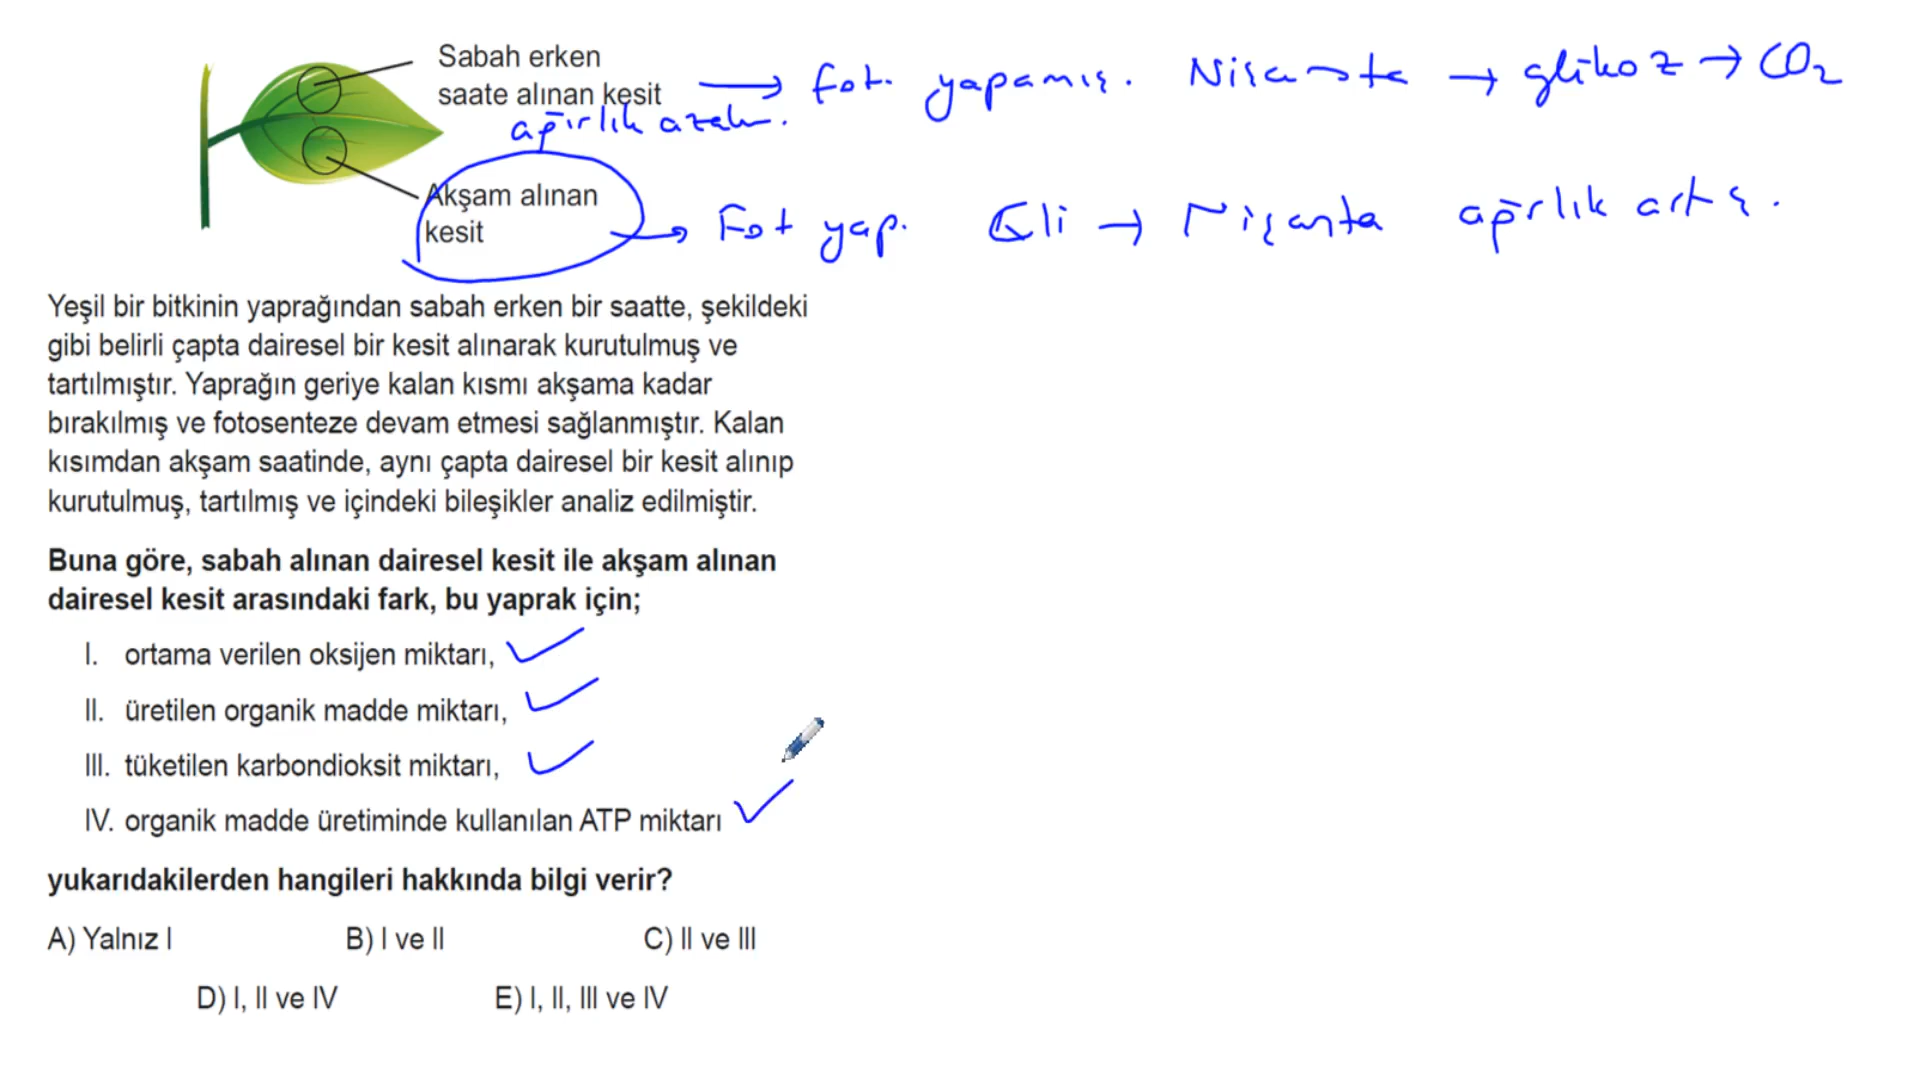 Sabah erken
saate alınan kesit
→ fot. yapamış. Nişasta → glikoz → CO2
ağırlık azalır.
Akşam alınan
kesit
→ Fot yap. Gli → Nişasta ağırlık artış.
Yeşil bir bitkinin yaprağından sabah erken bir saatte, şekildeki
gibi belirli çapta dairesel bir kesit alınarak kurutulmuş ve
tartılmıştır. Yaprağın geriye kalan kısmı akşama kadar
bırakılmış ve fotosenteze devam etmesi sağlanmıştır. Kalan
kısımdan akşam saatinde, aynı çapta dairesel bir kesit alınıp
kurutulmuş, tartılmış ve içindeki bileşikler analiz edilmiştir.
Buna göre, sabah alınan dairesel kesit ile akşam alınan
dairesel kesit arasındaki fark, bu yaprak için;
I. ortama verilen oksijen miktarı,
II. üretilen organik madde miktarı,
III. tüketilen karbondioksit miktarı,
IV. organik madde üretiminde kullanılan ATP miktarı
yukarıdakilerden hangileri hakkında bilgi verir?
A) Yalnız I B) I ve II C) II ve III
D) I, II ve IV E) I, II, III ve IV